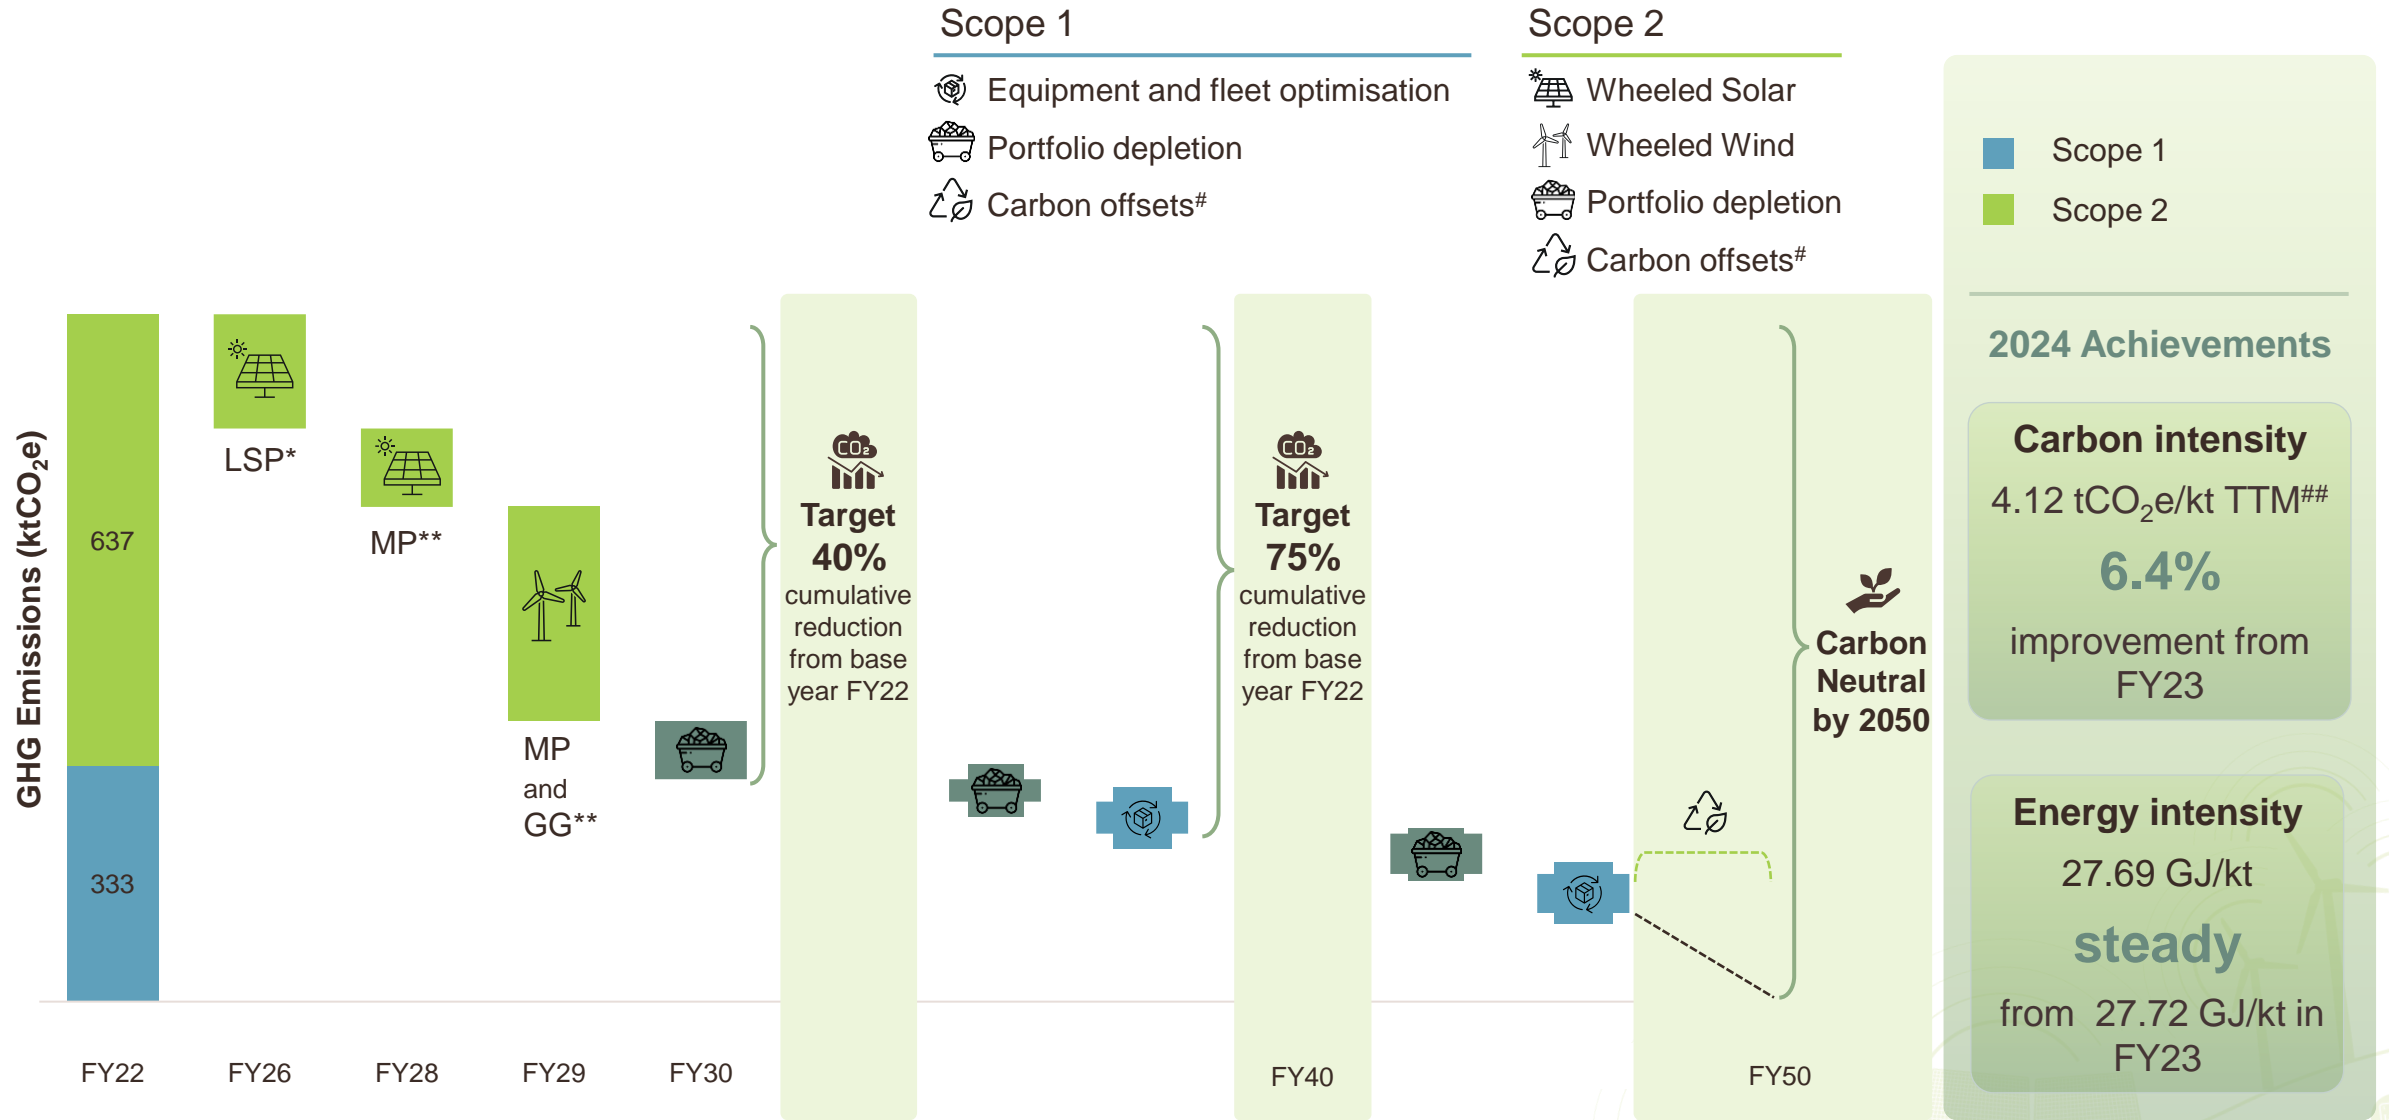 Scope 1
Equipment and fleet optimisation
Portfolio depletion
Carbon offsets#
Scope 2
Wheeled Solar
Wheeled Wind
Portfolio depletion
Carbon offsets#
Scope 1
Scope 2
GHG Emissions (ktCO₂e)
637
333
LSP*
MP**
MP
and
GG**
CO₂
Target
40%
cumulative
reduction
from base
year FY22
CO₂
Target
75%
cumulative
reduction
from base
year FY22
Carbon
Neutral
by 2050
FY22
FY26
FY28
FY29
FY30
FY40
FY50
2024 Achievements
Carbon intensity
4.12 tCO₂e/kt TTM##
6.4%
improvement from
FY23
Energy intensity
27.69 GJ/kt
steady
from 27.72 GJ/kt in
FY23